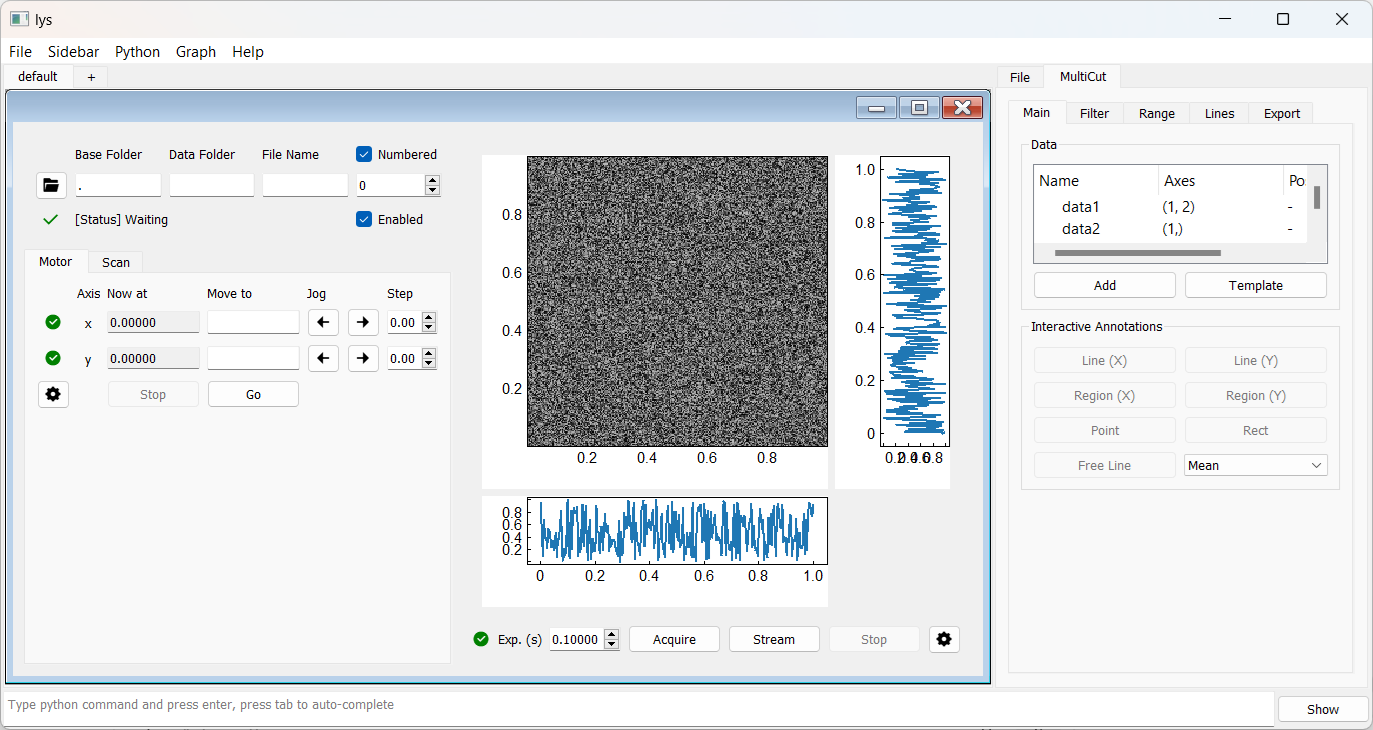 lys
File Sidebar Python Graph Help
default +
File MultiCut
Main Filter Range Lines Export
Base Folder Data Folder File Name Numbered
. 0
[Status] Waiting Enabled
Motor Scan
Axis Now at Move to Jog Step
x 0.00000 0.00
y 0.00000 0.00
Stop Go
0.8
0.6
0.4
0.2
0.2 0.4 0.6 0.8
1.0
0.8
0.6
0.4
0.2
0
0.2 0.4 0.6 0.8
0.8
0.6
0.4
0.2
0 0.2 0.4 0.6 0.8 1.0
Exp. (s) 0.10000 Acquire Stream Stop
Data
Name Axes Po
data1 (1, 2) -
data2 (1,) -
Add Template
Interactive Annotations
Line (X) Line (Y)
Region (X) Region (Y)
Point Rect
Free Line Mean
Type python command and press enter, press tab to auto-complete
Show